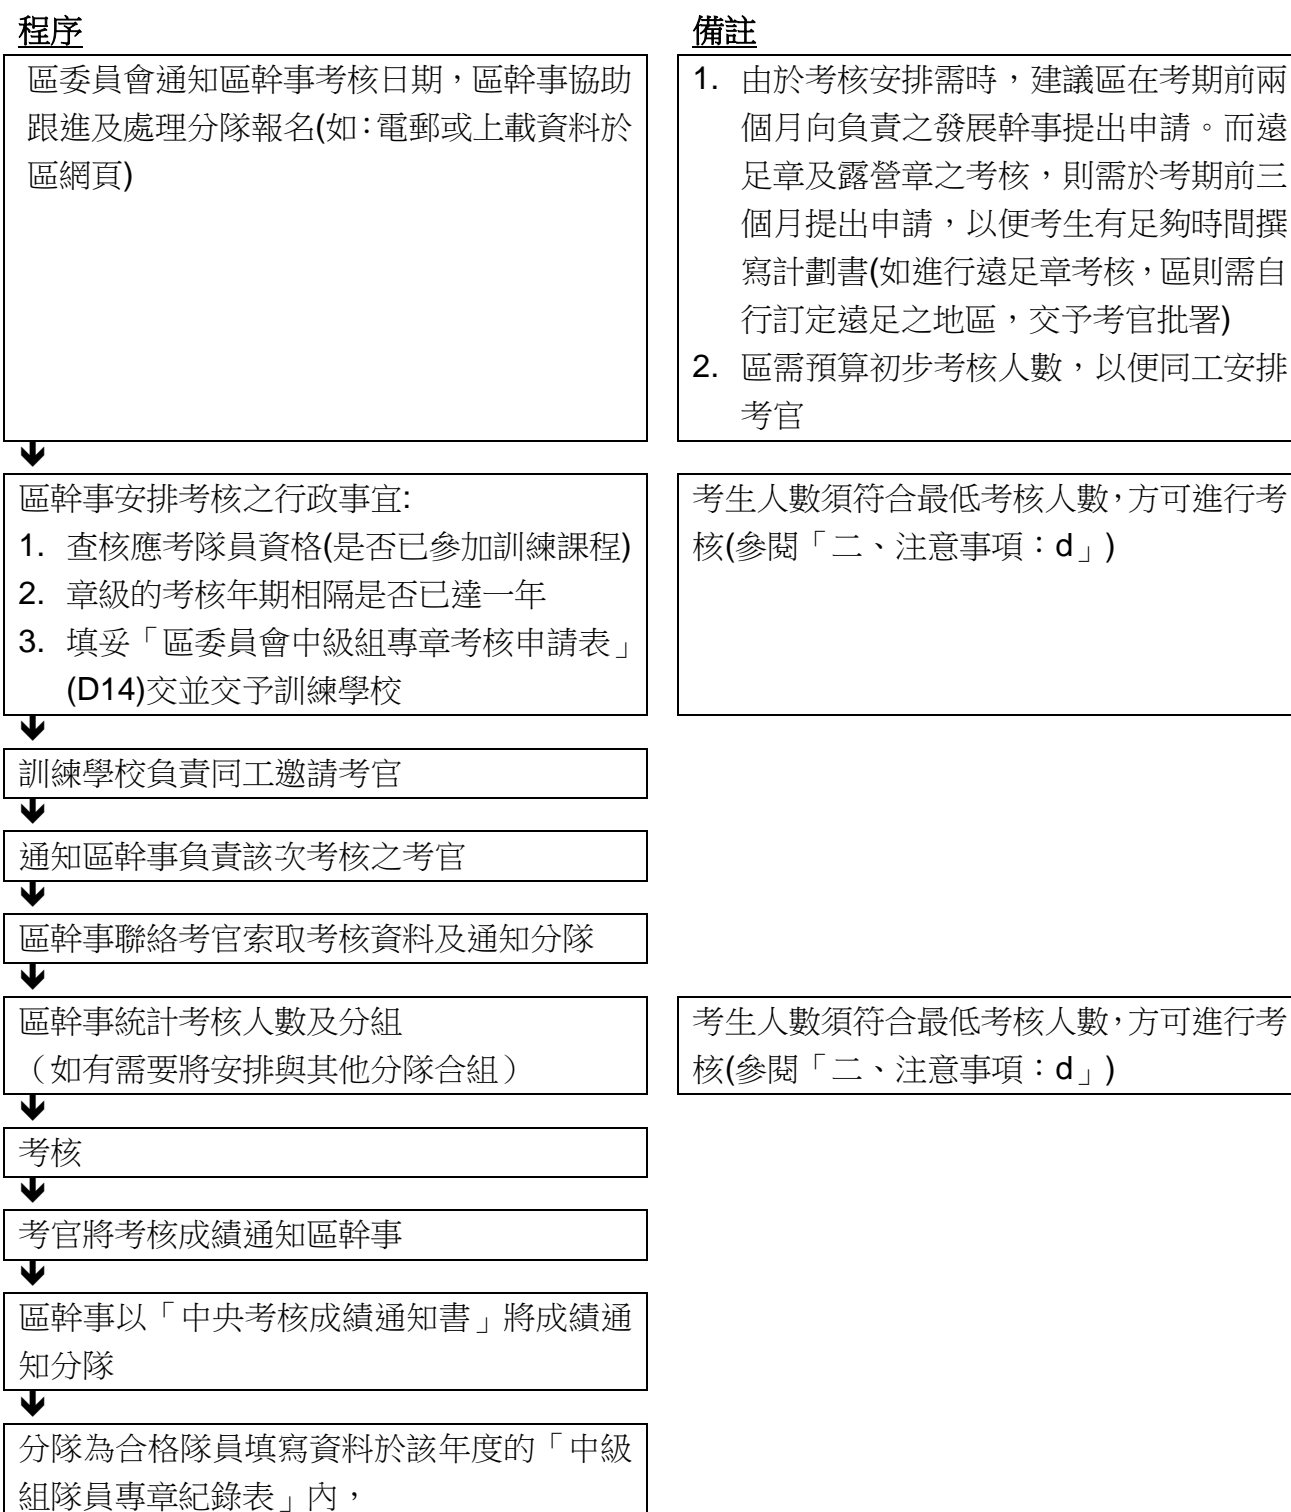 程序
備註
區委員會通知區幹事考核日期，區幹事協助
跟進及處理分隊報名(如：電郵或上載資料於
區網頁)
1. 由於考核安排需時，建議區在考期前兩
個月向負責之發展幹事提出申請。而遠
足章及露營章之考核，則需於考期前三
個月提出申請，以便考生有足夠時間撰
寫計劃書(如進行遠足章考核，區則需自
行訂定遠足之地區，交予考官批署)
2. 區需預算初步考核人數，以便同工安排
考官
區幹事安排考核之行政事宜:
1. 查核應考隊員資格(是否已參加訓練課程)
2. 章級的考核年期相隔是否已達一年
3. 填妥「區委員會中級組專章考核申請表」
(D14)交並交予訓練學校
考生人數須符合最低考核人數，方可進行考
核(參閱「二、注意事項：d」)
訓練學校負責同工邀請考官
通知區幹事負責該次考核之考官
區幹事聯絡考官索取考核資料及通知分隊
區幹事統計考核人數及分組
（如有需要將安排與其他分隊合組）
考生人數須符合最低考核人數，方可進行考
核(參閱「二、注意事項：d」)
考核
考官將考核成績通知區幹事
區幹事以「中央考核成績通知書」將成績通
知分隊
分隊為合格隊員填寫資料於該年度的「中級
組隊員專章紀錄表」內，